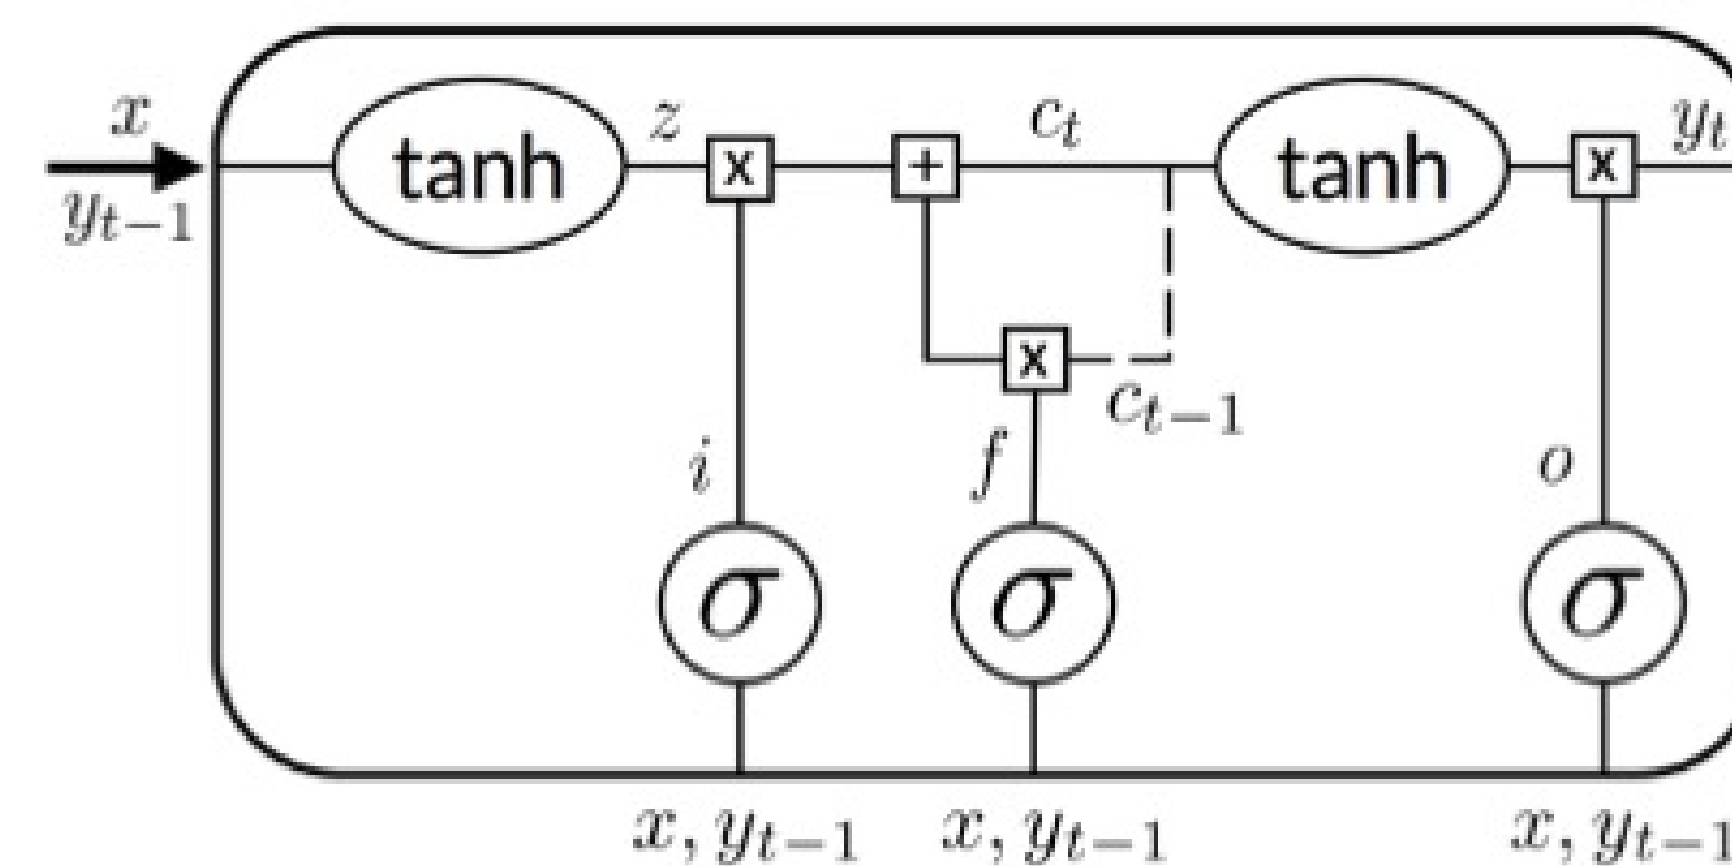 x z c_t y_t
tanh x + tanh x
y_{t-1}
x
c_{t-1}
i f o
σ σ σ
x, y_{t-1} x, y_{t-1} x, y_{t-1}